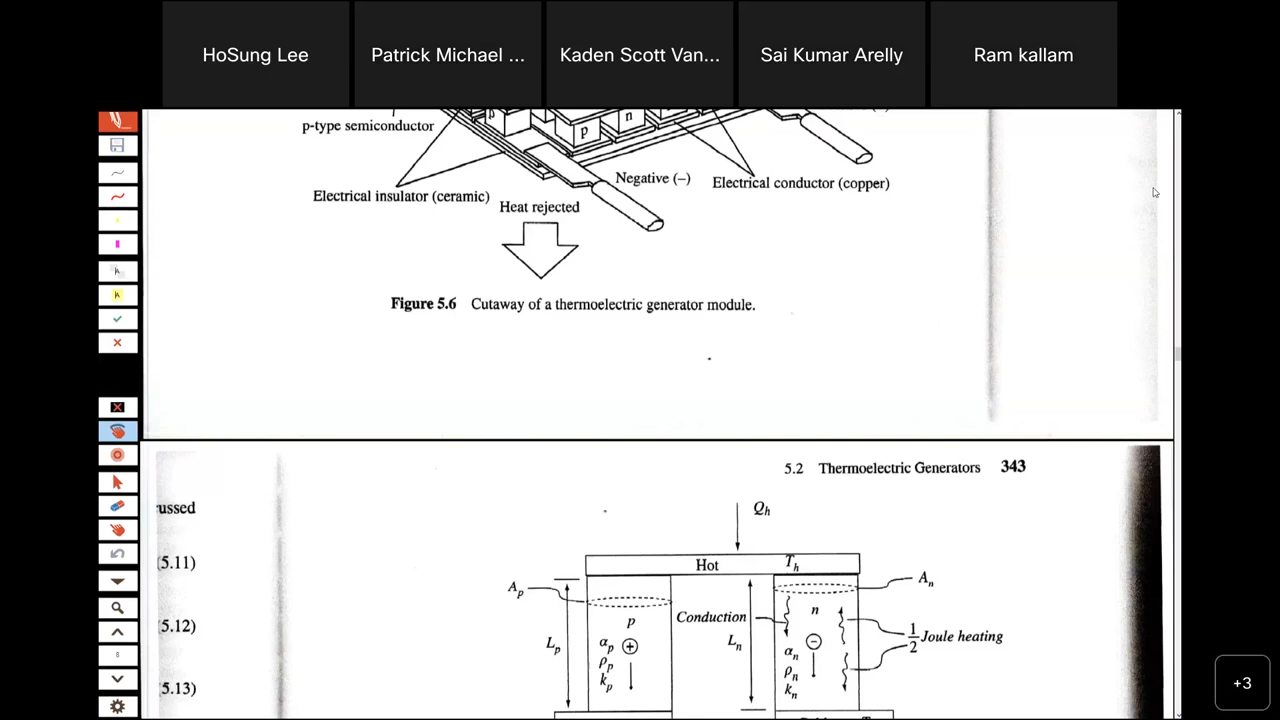 HoSung Lee
Patrick Michael ...
Kaden Scott Van...
Sai Kumar Arelly
Ram kallam
p
p
n
p-type semiconductor
Negative (–)
Electrical conductor (copper)
Electrical insulator (ceramic)
Heat rejected
Figure 5.6 Cutaway of a thermoelectric generator module.
5.2 Thermoelectric Generators 343
ussed
Qh
(5.11)
Hot Th
Ap
An
p
Conduction
n
(5.12)
1/2 Joule heating
Lp
αp
Ln
αn
ρp
ρn
kp
kn
(5.13)
+3